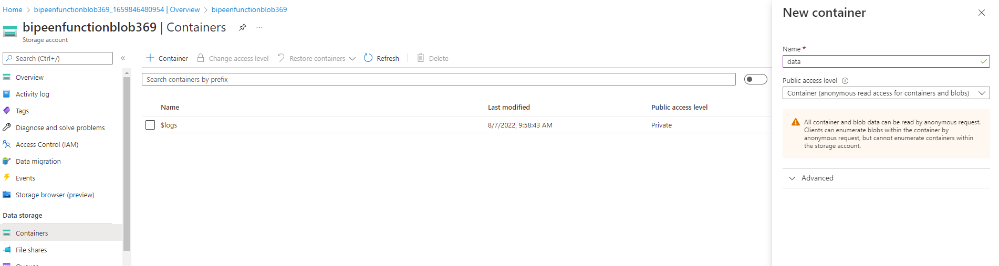 Home > bipeenfunctionblob369_1659846480954 | Overview > bipeenfunctionblob369
bipeenfunctionblob369 | Containers
Storage account
Search (Ctrl+/)
Overview
Activity log
Tags
Diagnose and solve problems
Access Control (IAM)
Data migration
Events
Storage browser (preview)
Data storage
Containers
File shares
Queues
+ Container
Change access level
Restore containers
Refresh
Delete
Search containers by prefix
Name Last modified Public access level
$logs 8/7/2022, 9:58:43 AM Private
New container
Name *
data
Public access level
Container (anonymous read access for containers and blobs)
All container and blob data can be read by anonymous request.
Clients can enumerate blobs within the container by
anonymous request, but cannot enumerate containers within
the storage account.
Advanced